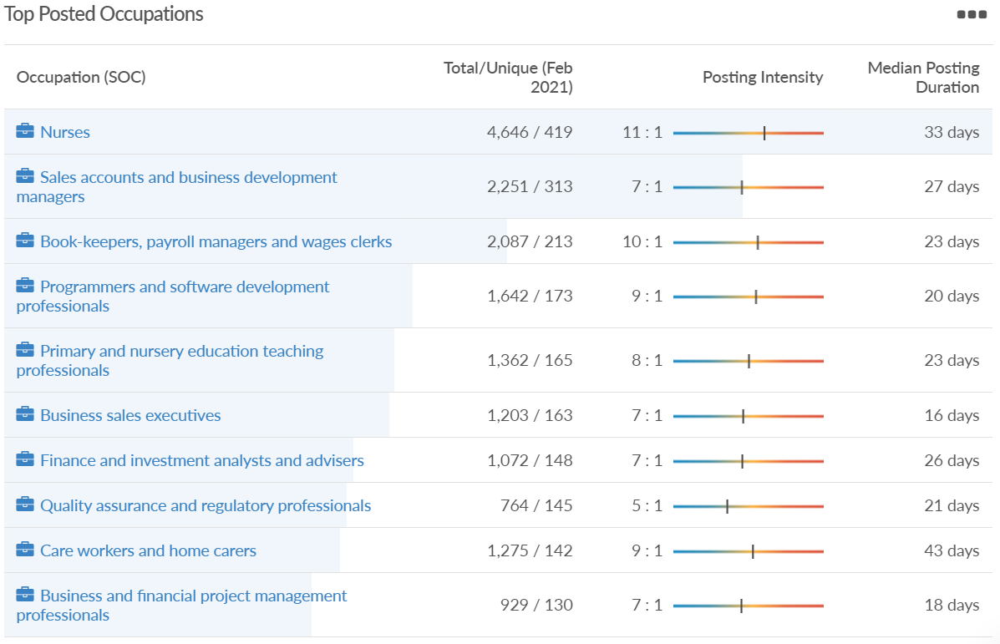 Top Posted Occupations
Occupation (SOC)
Total/Unique (Feb
2021)
Posting Intensity
Median Posting
Duration
Nurses 4,646 / 419 11 : 1 33 days
Sales accounts and business development
managers 2,251 / 313 7 : 1 27 days
Book-keepers, payroll managers and wages clerks 2,087 / 213 10 : 1 23 days
Programmers and software development
professionals 1,642 / 173 9 : 1 20 days
Primary and nursery education teaching
professionals 1,362 / 165 8 : 1 23 days
Business sales executives 1,203 / 163 7 : 1 16 days
Finance and investment analysts and advisers 1,072 / 148 7 : 1 26 days
Quality assurance and regulatory professionals 764 / 145 5 : 1 21 days
Care workers and home carers 1,275 / 142 9 : 1 43 days
Business and financial project management
professionals 929 / 130 7 : 1 18 days